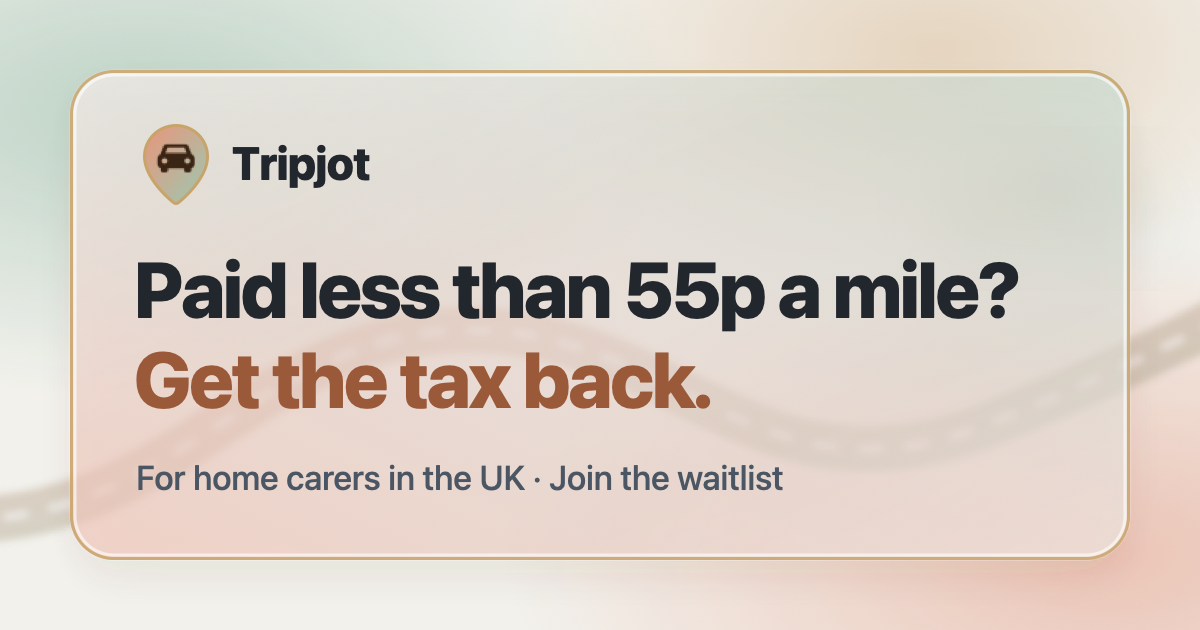 Tripjot
Paid less than 55p a mile?
Get the tax back.
For home carers in the UK · Join the waitlist